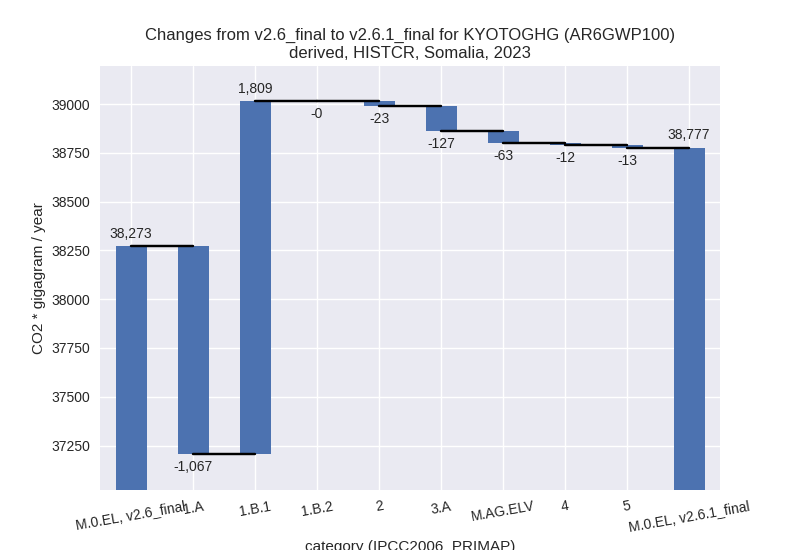 Changes from v2.6_final to v2.6.1_final for KYOTOGHG (AR6GWP100)
derived, HISTCR, Somalia, 2023
CO2 * gigagram / year
39000
38750
38500
38250
38000
37750
37500
37250
38,273
-1,067
1,809
-0
-23
-127
-63
-12
-13
38,777
M.0.EL, v2.6_final
1.A
1.B.1
1.B.2
2
3.A
M.AG.ELV
4
5
M.0.EL, v2.6.1_final
category (IPCC2006_PRIMAP)